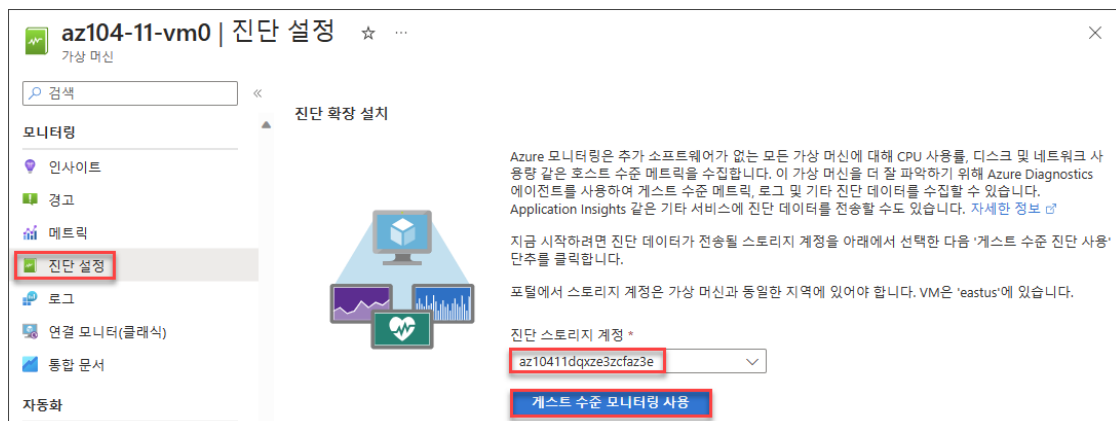 az104-11-vm0 | 진단 설정 ☆ …
가상 머신
검색
모니터링
인사이트
경고
메트릭
진단 설정
로그
연결 모니터(클래식)
통합 문서
자동화
진단 확장 설치
Azure 모니터링은 추가 소프트웨어가 없는 모든 가상 머신에 대해 CPU 사용률, 디스크 및 네트워크 사
용량 같은 호스트 수준 메트릭을 수집합니다. 이 가상 머신을 더 잘 파악하기 위해 Azure Diagnostics
에이전트를 사용하여 게스트 수준 메트릭, 로그 및 기타 진단 데이터를 수집할 수 있습니다.
Application Insights 같은 기타 서비스에 진단 데이터를 전송할 수도 있습니다. 자세한 정보
지금 시작하려면 진단 데이터가 전송될 스토리지 계정을 아래에서 선택한 다음 '게스트 수준 진단 사용'
단추를 클릭합니다.
포털에서 스토리지 계정은 가상 머신과 동일한 지역에 있어야 합니다. VM은 'eastus'에 있습니다.
진단 스토리지 계정 *
az10411dqxze3zcfaz3e
게스트 수준 모니터링 사용